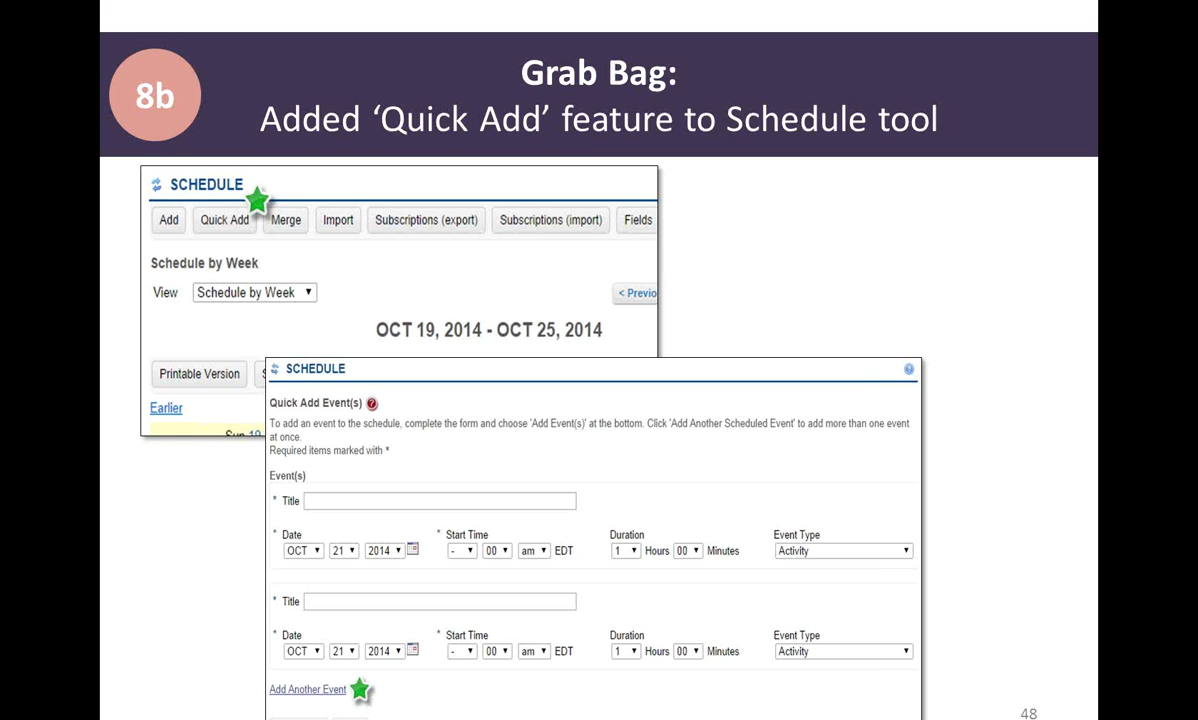 8b
Grab Bag:
Added ‘Quick Add’ feature to Schedule tool
SCHEDULE
Add Quick Add Merge Import Subscriptions (export) Subscriptions (import) Fields
Schedule by Week
View Schedule by Week
< Previo
OCT 19, 2014 - OCT 25, 2014
Printable Version
Earlier
Sun 19
SCHEDULE
Quick Add Event(s)
To add an event to the schedule, complete the form and choose 'Add Event(s)' at the bottom. Click 'Add Another Scheduled Event' to add more than one event
at once.
Required items marked with *
Event(s)
* Title
* Date * Start Time Duration Event Type
OCT 21 2014 - 00 am EDT 1 Hours 00 Minutes Activity
* Title
* Date * Start Time Duration Event Type
OCT 21 2014 - 00 am EDT 1 Hours 00 Minutes Activity
Add Another Event
48